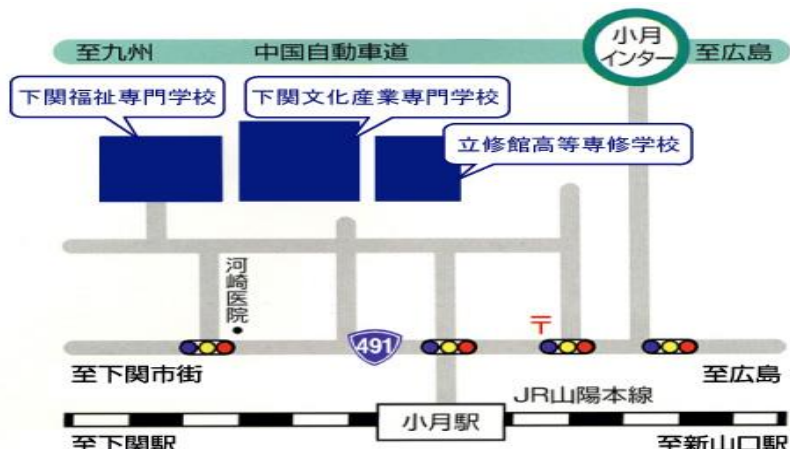 至九州
中国自動車道
小月
インター
至広島
下関福祉専門学校
下関文化産業専門学校
立修館高等専修学校
河崎医院
〒
491
至下関市街
至広島
JR山陽本線
小月駅
至下関駅
至新山口駅